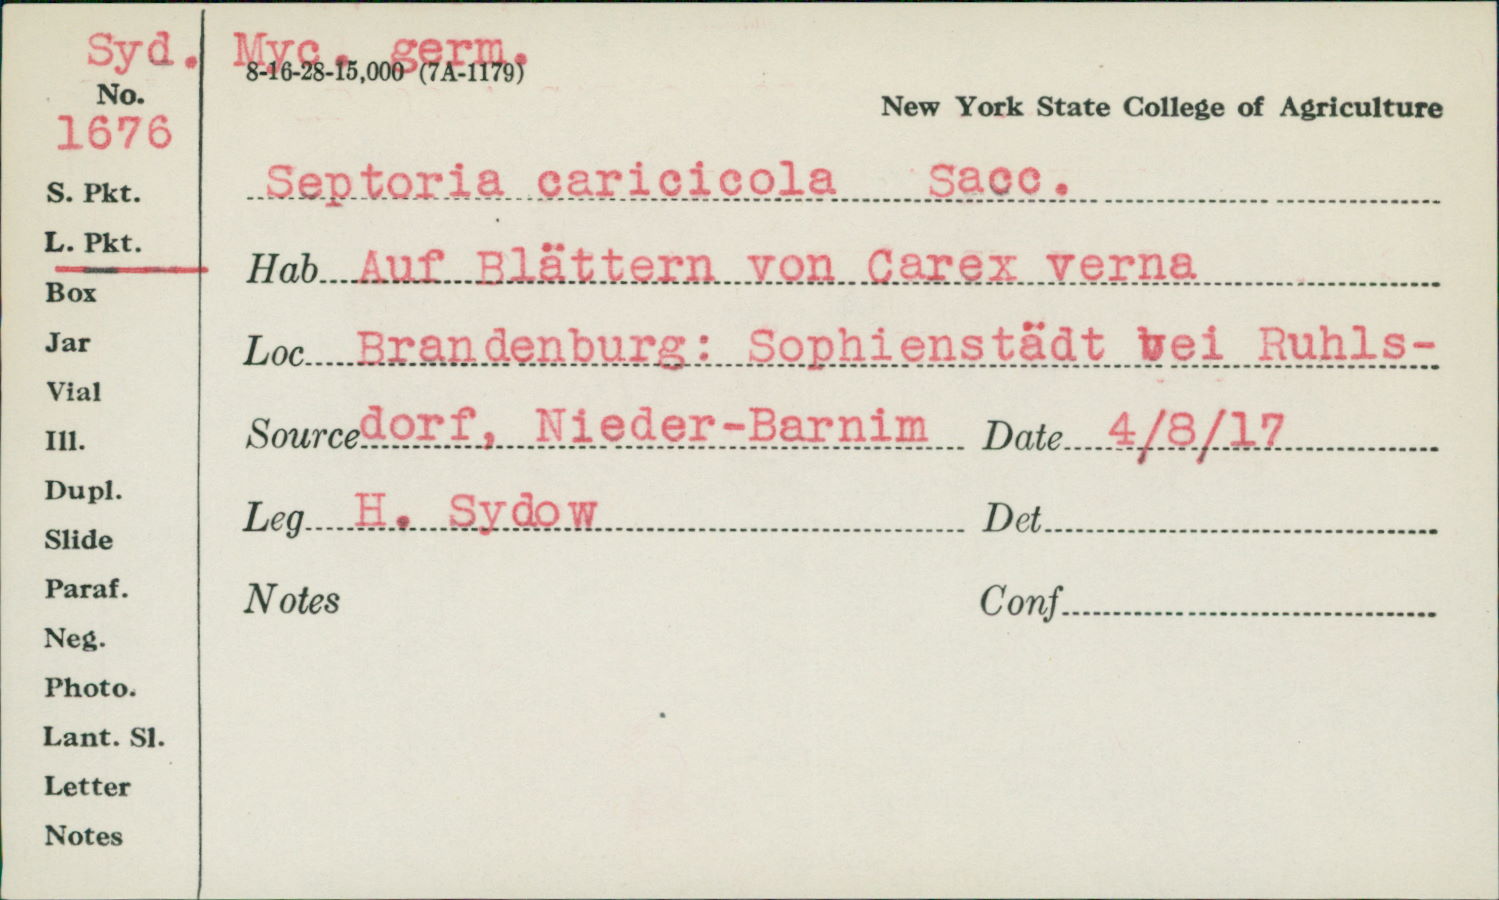 Syd. Myc. germ.
8-16-28-15,000 (7A-1179)
No.
1676
New York State College of Agriculture
S. Pkt.
Septoria caricicola Sacc.
L. Pkt.
Hab Auf Blättern von Carex verna
Box
Jar
Loc Brandenburg: Sophienstädt bei Ruhls-
Vial
Ill.
Source dorf, Nieder-Barnim Date 4/8/17
Dupl.
Leg H. Sydow Det
Slide
Paraf.
Notes Conf
Neg.
Photo.
Lant. Sl.
Letter
Notes